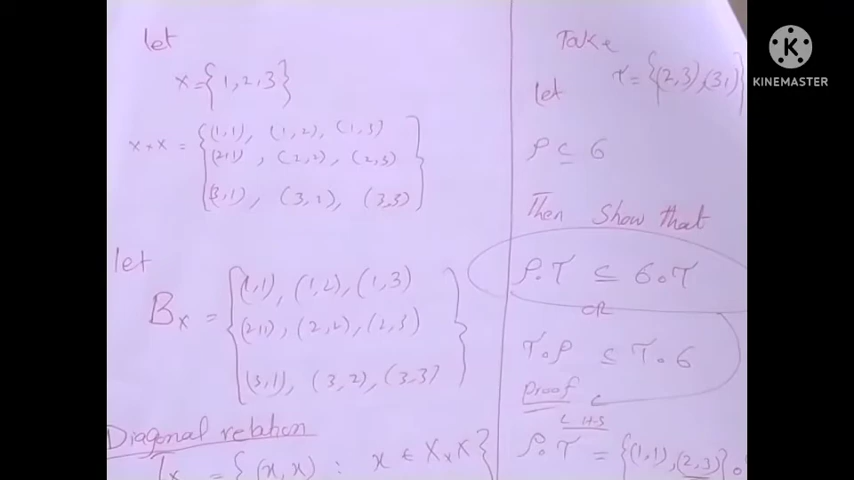 let
X = { 1, 2, 3 }
X × X = { (1,1), (1,2), (1,3)
(2,1), (2,2), (2,3)
(3,1), (3,2), (3,3) }
let
B_X = { (1,1), (1,2), (1,3)
(2,1), (2,2), (2,3)
(3,1), (3,2), (3,3) }
Diagonal relation
= { (x, x) : x ∈ X × X }
Take
τ = { (2,3), (3,1
let
ρ ⊆ 6
Then Show that
ρ∘τ ⊆ 6∘τ
OR
τ∘ρ ⊆ τ∘6
Proof
L H·S
ρ∘τ = { (1,1), (2,3) } ∘
KINEMASTER